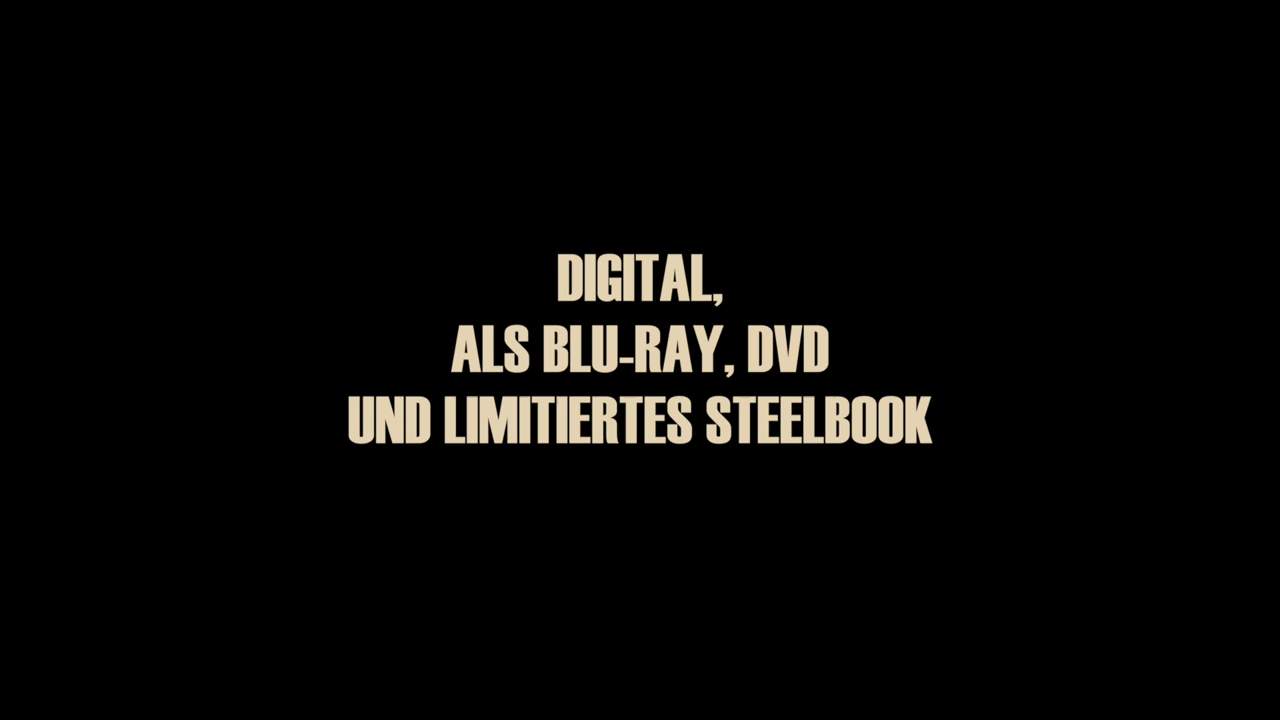 DIGITAL,
ALS BLU-RAY, DVD
UND LIMITIERTES STEELBOOK